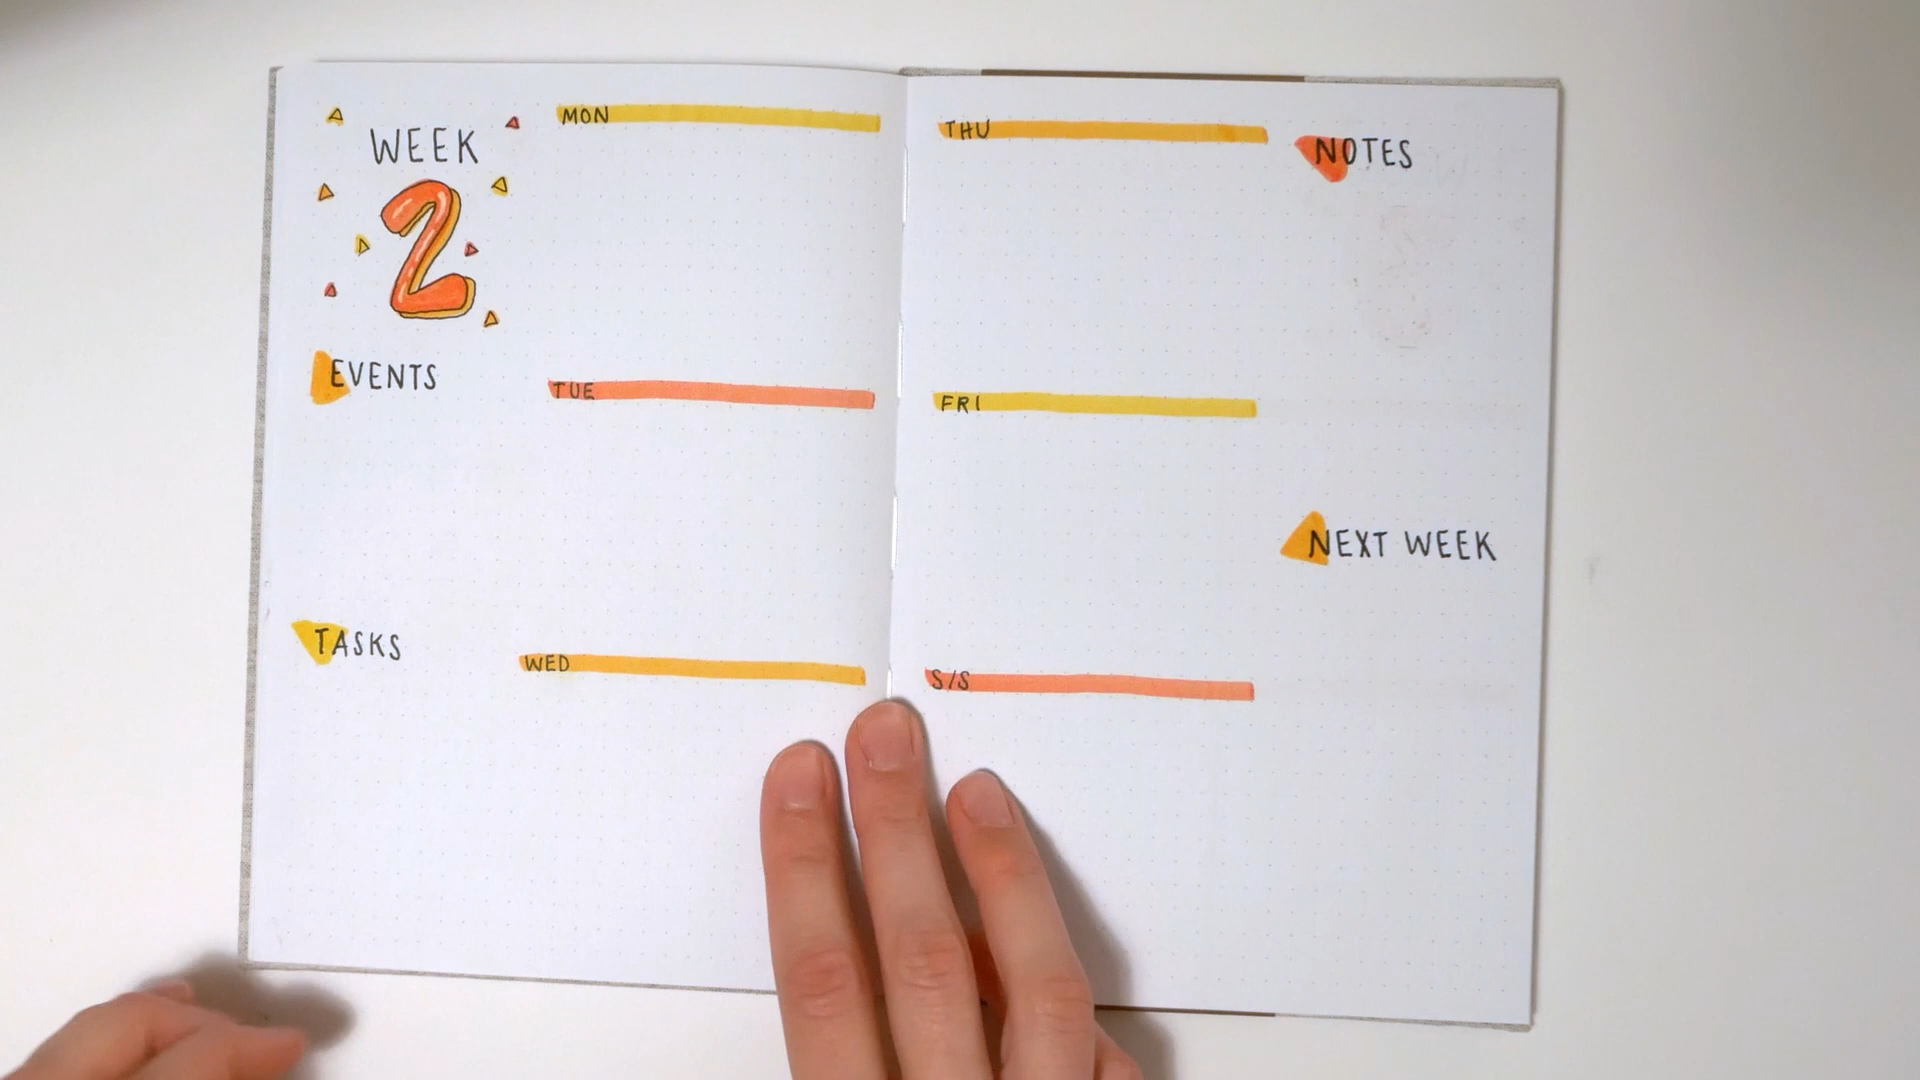 WEEK
2
EVENTS
TASKS
MON
TUE
WED
THU
FRI
S/S
NOTES
NEXT WEEK